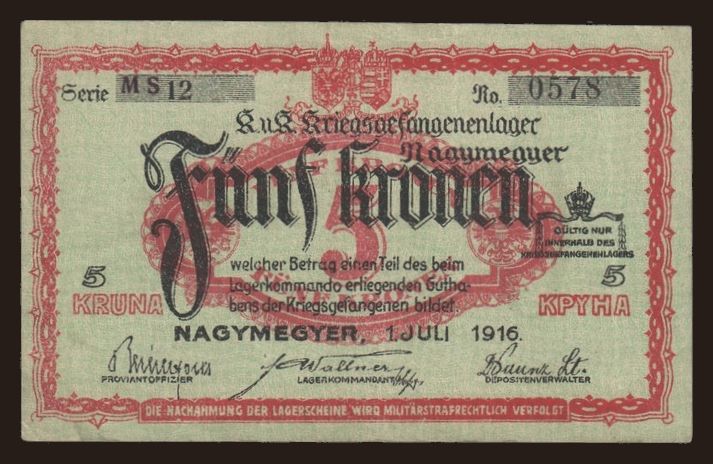 Serie MS 12 No. 0578
K.u.K. Kriegsgefangenenlager
Nagymegyer
Fünf Kronen
5
GÜLTIG NUR
INNERHALB DES
KRIEGSGEFANGENENLAGERS
welcher Betrag einen Teil des beim
Lagerkommando erliegenden Gutha-
bens der Kriegsgefangenen bildet.
5 5
KRUNA КРУНА
NAGYMEGYER, 1. JULI 1916.
Wallner
PROVIANTOFFIZIER LAGERKOMMANDANT DEPOSITENVERWALTER
DIE NACHAHMUNG DER LAGERSCHEINE WIRD MILITÄRSTRAFRECHTLICH VERFOLGT